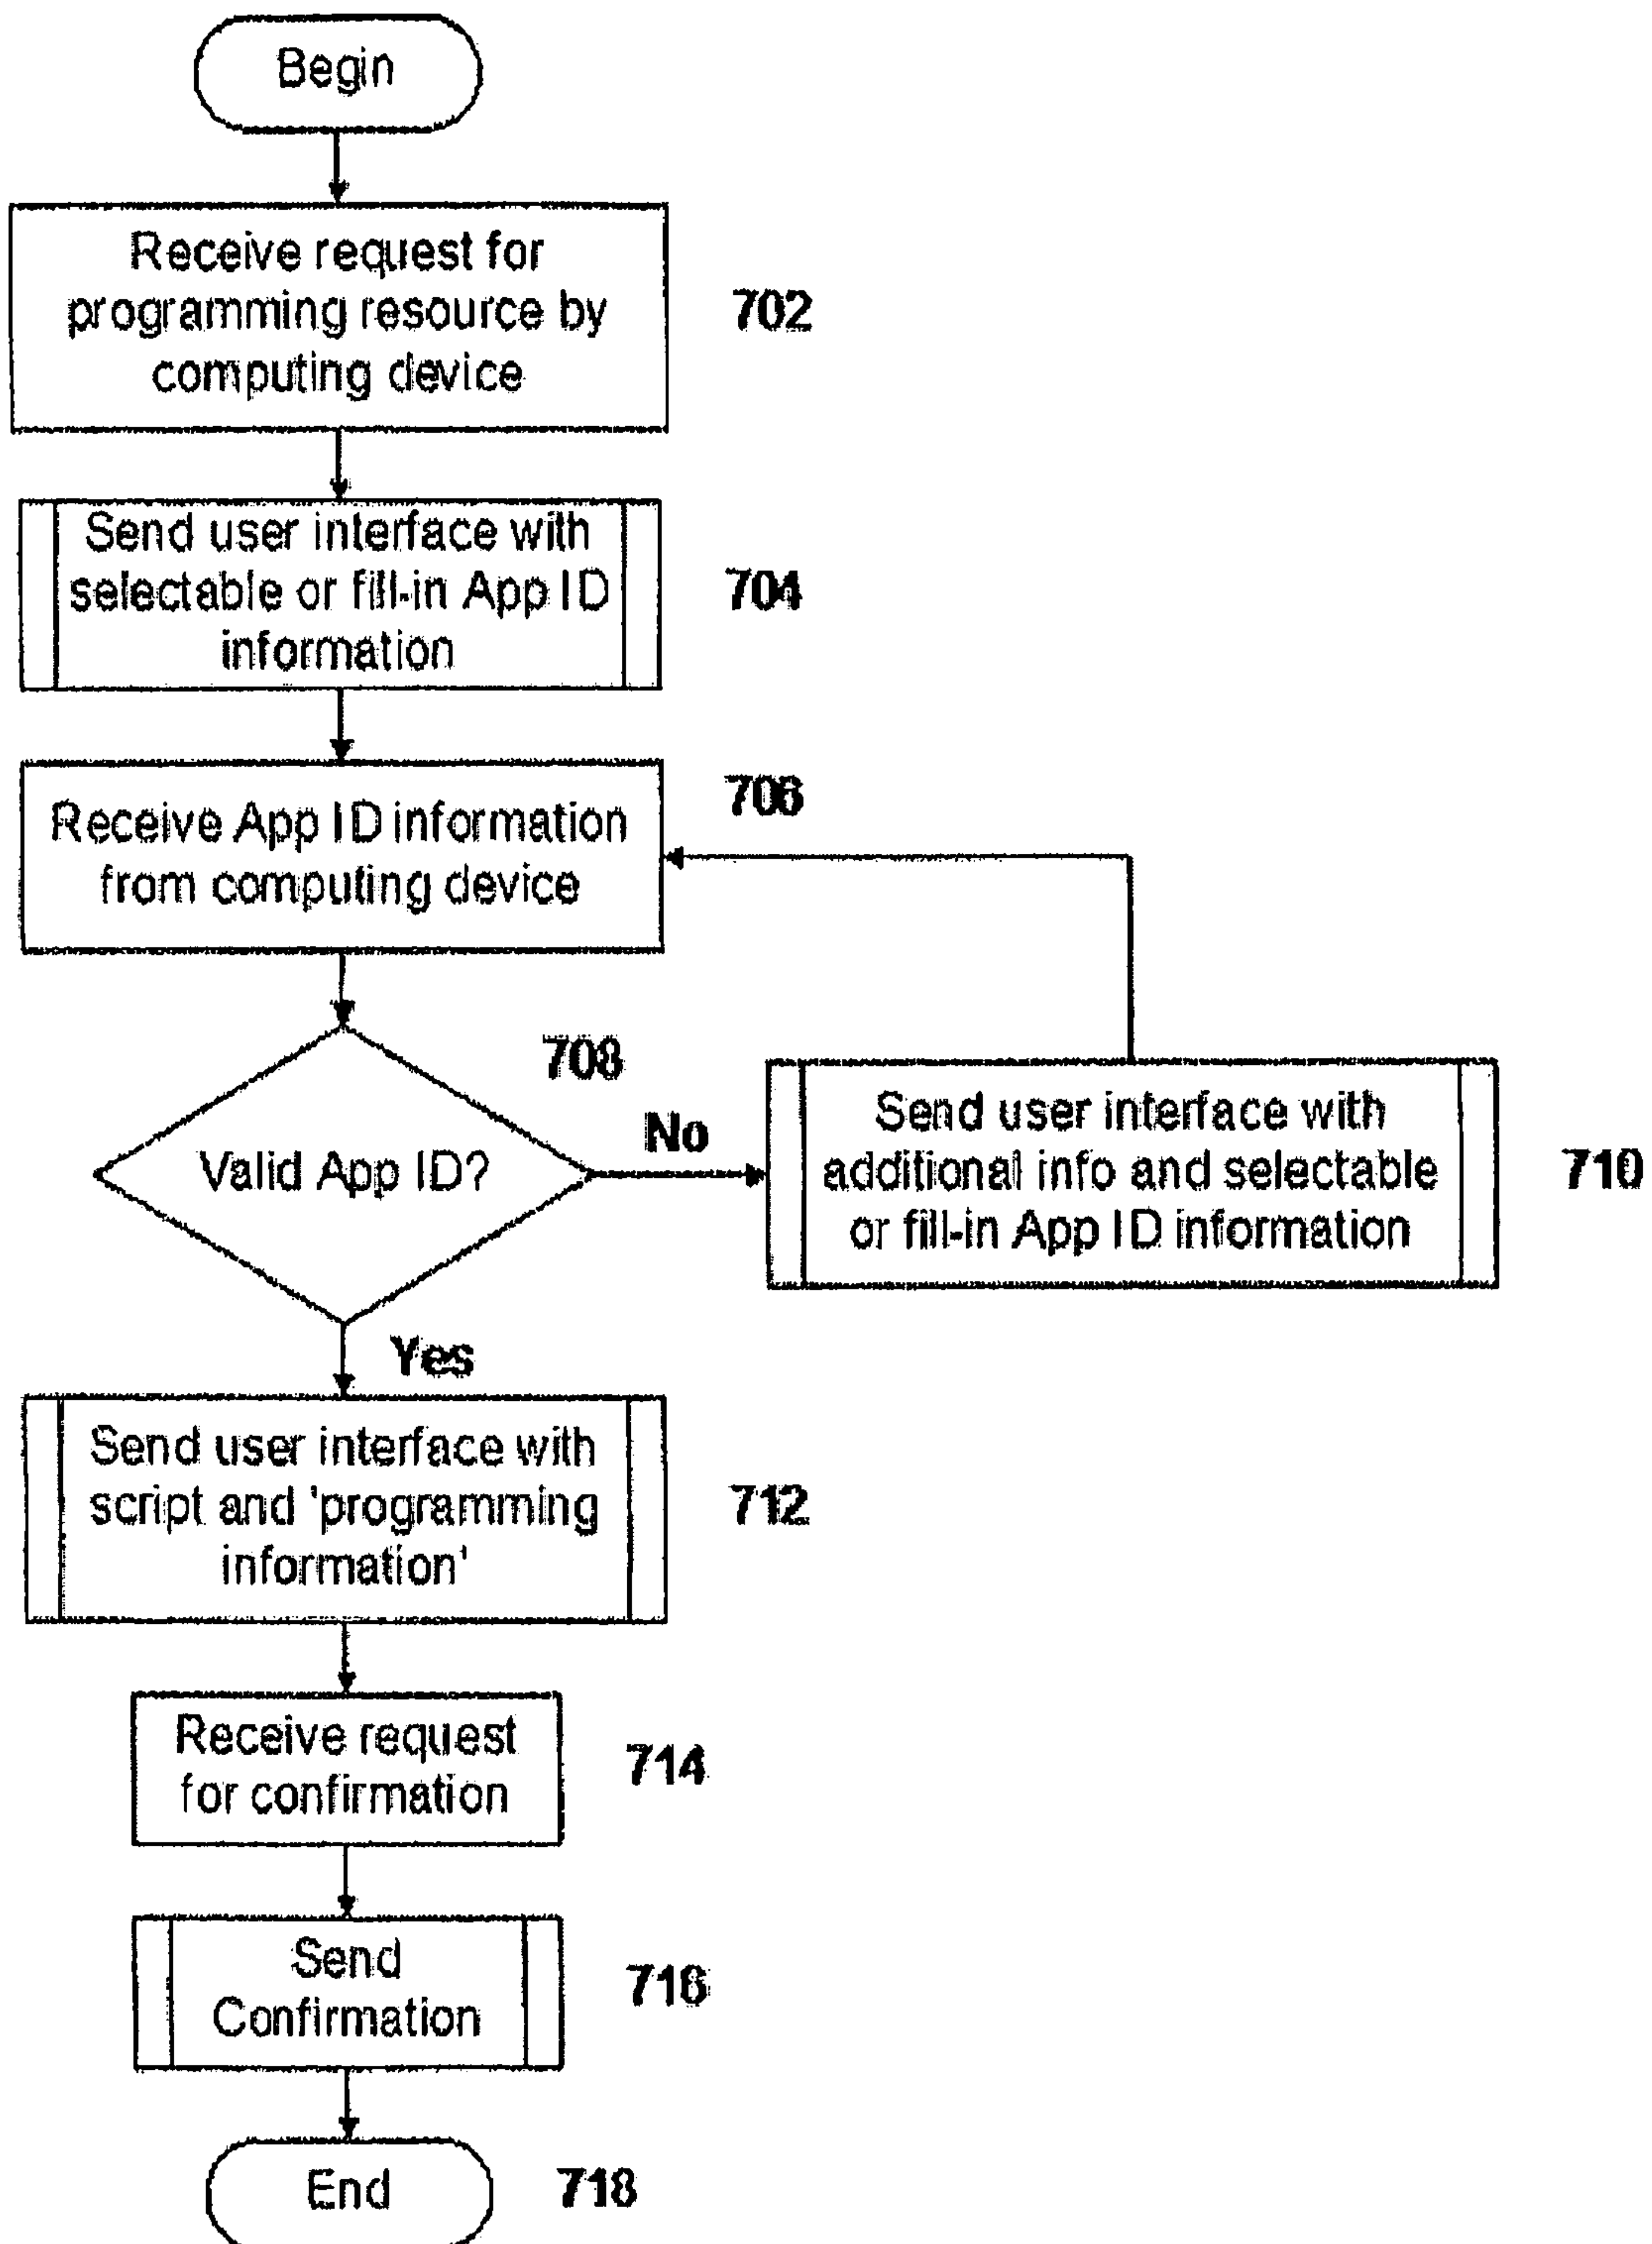 Begin
Receive request for
programming resource by
computing device
702
Send user interface with
selectable or fill-in App ID
information
704
706
Receive App ID information
from computing device
708
Valid App ID?
No
Send user interface with
additional info and selectable
or fill-in App ID information
710
Yes
Send user interface with
script and 'programming
information'
712
Receive request
for confirmation
714
Send
Confirmation
716
End
718